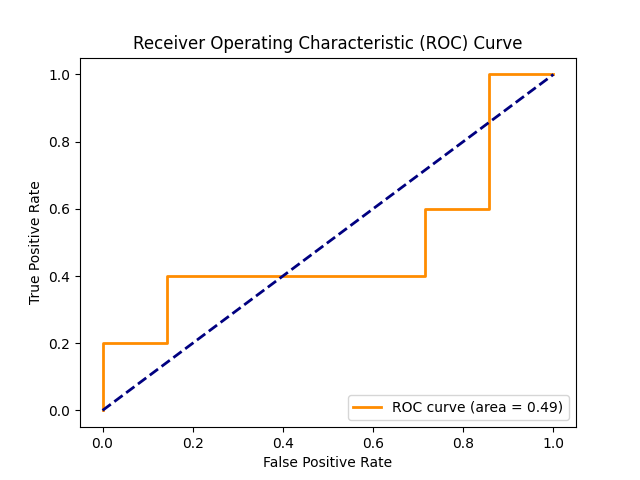 Receiver Operating Characteristic (ROC) Curve
True Positive Rate
1.0
0.8
0.6
0.4
0.2
0.0
ROC curve (area = 0.49)
0.0 0.2 0.4 0.6 0.8 1.0
False Positive Rate